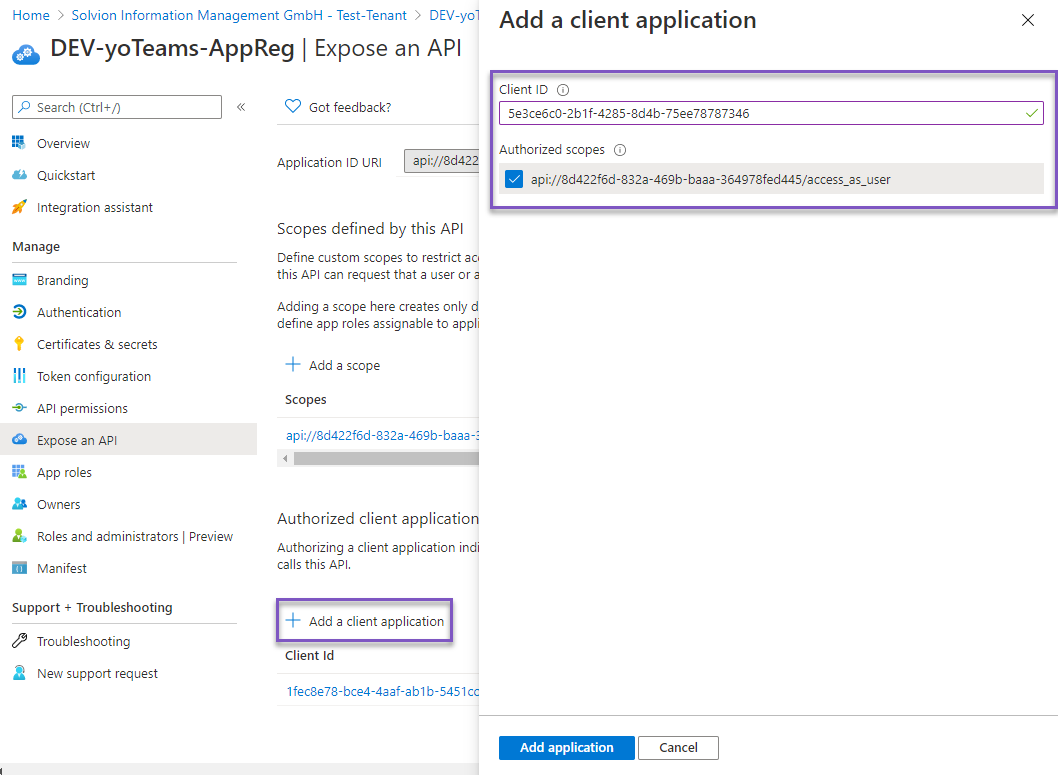 Home > Solvion Information Management GmbH - Test-Tenant > DEV-yoT
DEV-yoTeams-AppReg | Expose an API
Search (Ctrl+/)
«
Overview
Quickstart
Integration assistant
Manage
Branding
Authentication
Certificates & secrets
Token configuration
API permissions
Expose an API
App roles
Owners
Roles and administrators | Preview
Manifest
Support + Troubleshooting
Troubleshooting
New support request
Got feedback?
Application ID URI
api://8d422
Scopes defined by this API
Define custom scopes to restrict ac
this API can request that a user or a
Adding a scope here creates only d
define app roles assignable to appli
Add a scope
Scopes
api://8d422f6d-832a-469b-baaa-3
Authorized client application
Authorizing a client application indi
calls this API.
Add a client application
Client Id
1fec8e78-bce4-4aaf-ab1b-5451cc
Add a client application
Client ID
5e3ce6c0-2b1f-4285-8d4b-75ee78787346
Authorized scopes
api://8d422f6d-832a-469b-baaa-364978fed445/access_as_user
Add application
Cancel